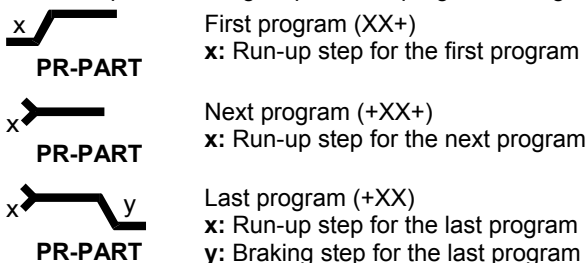 x
First program (XX+)
x: Run-up step for the first program
PR-PART
x
Next program (+XX+)
x: Run-up step for the next program
PR-PART
x
y
Last program (+XX)
x: Run-up step for the last program
PR-PART
y: Braking step for the last program